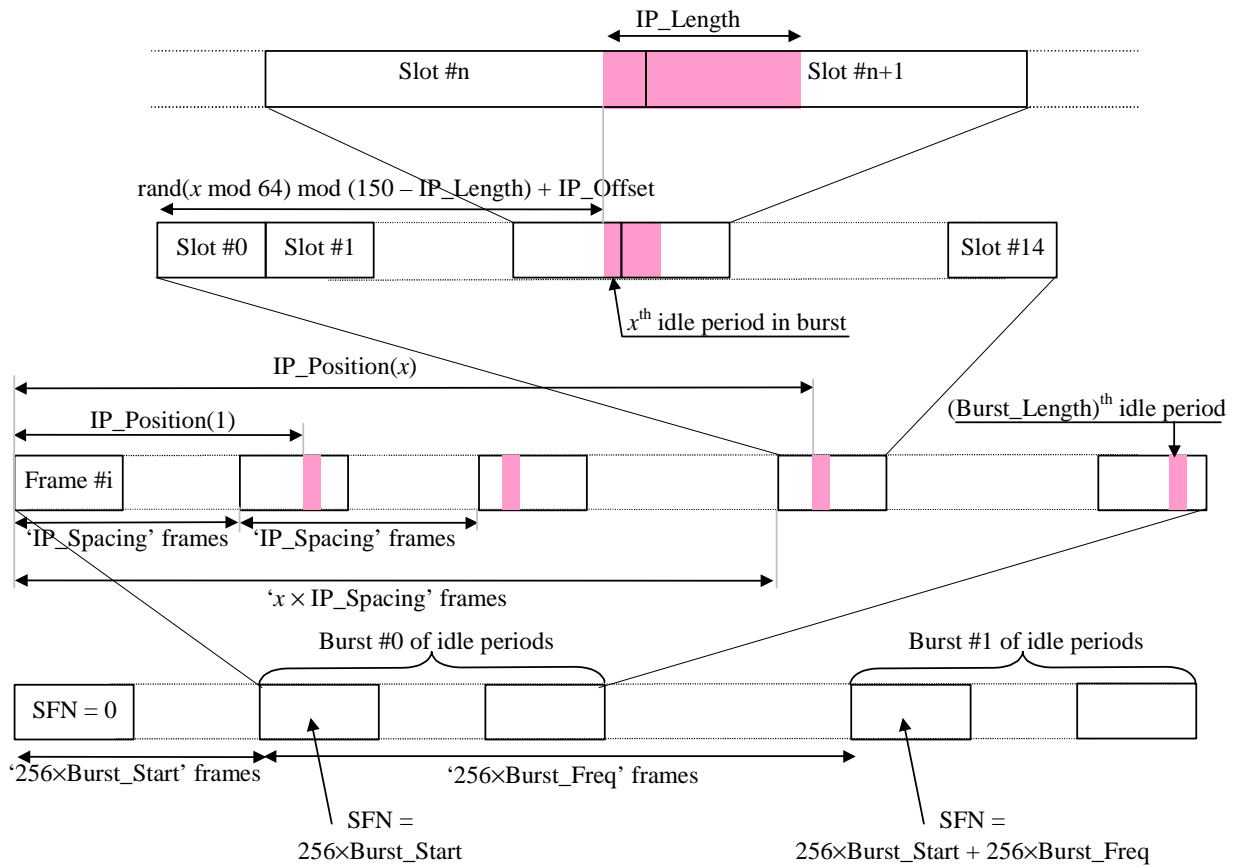 IP_Length
Slot #n
Slot #n+1
rand(x mod 64) mod (150 – IP_Length) + IP_Offset
Slot #0
Slot #1
Slot #14
xth idle period in burst
IP_Position(x)
IP_Position(1)
(Burst_Length)th idle period
Frame #i
‘IP_Spacing’ frames
‘IP_Spacing’ frames
‘x × IP_Spacing’ frames
Burst #0 of idle periods
Burst #1 of idle periods
SFN = 0
‘256×Burst_Start’ frames
‘256×Burst_Freq’ frames
SFN =
256×Burst_Start
SFN =
256×Burst_Start + 256×Burst_Freq